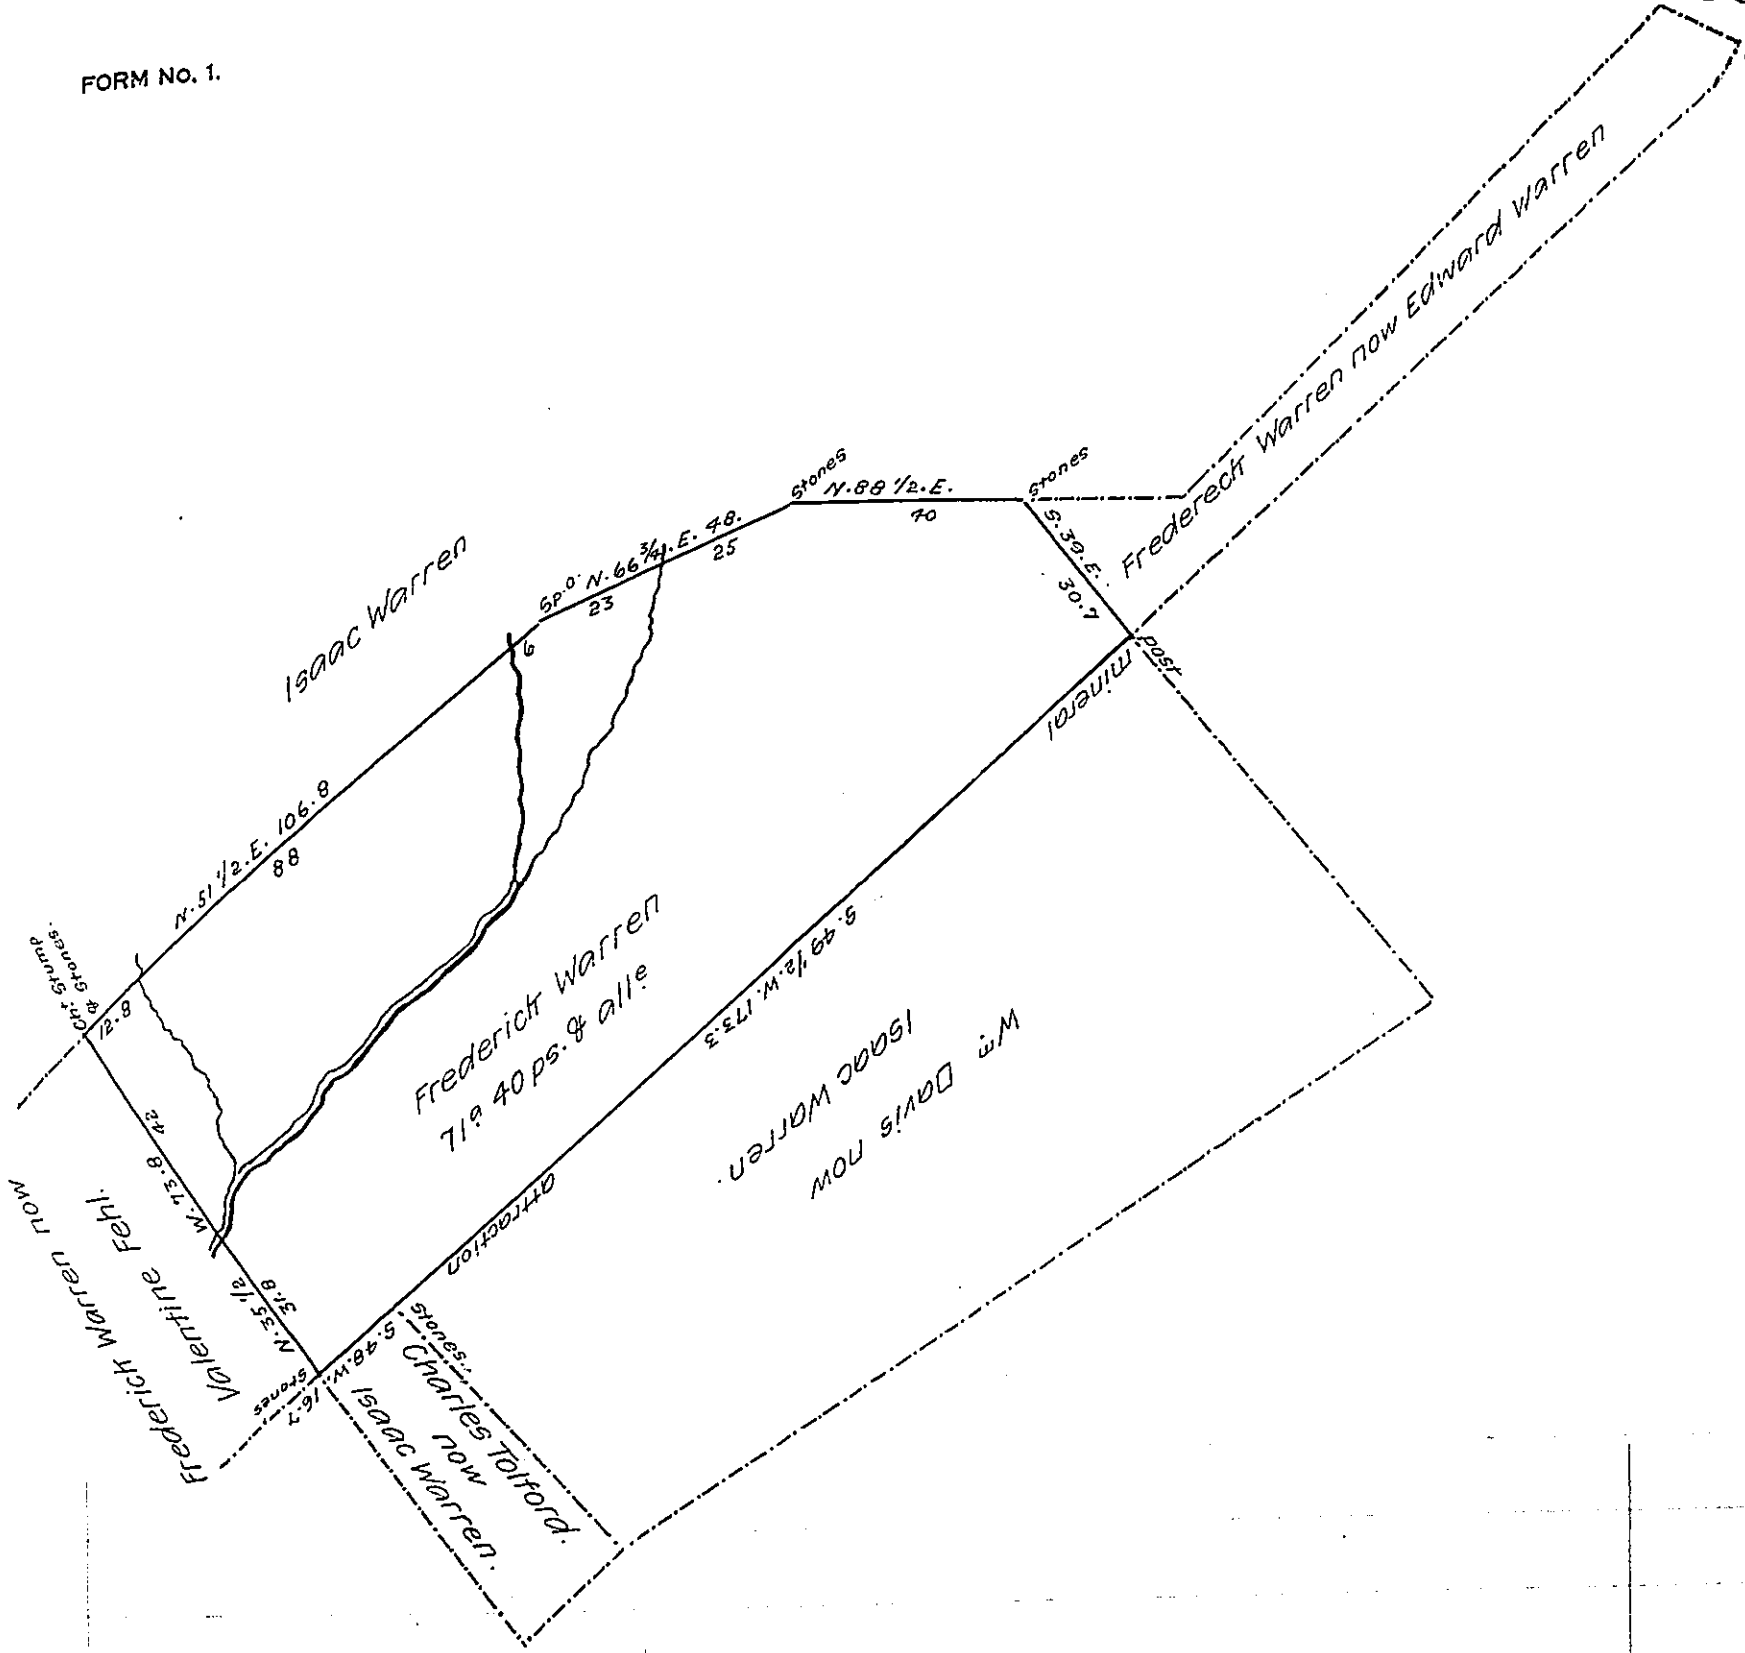 FORM No. 1.
Fredereck Warren now Edward Warren
Isaac Warren
Stones
N. 88 1/2. E.
70
Stones
S. 39. E.
30.7
post
mineral
Sp. O.
N. 66 3/4. E. 48.
23
25
6
N. 51 1/2. E. 106.8
88
Cht. Stump
& Stones.
12.8
Frederick Warren
71a 40 ps. & alle
S. 49 1/2. W. 173.3
attraction
Wm. Davis now
Isaac Warren.
N. 35 1/2 W. 73.8
42
31.8
Frederick Warren now
Valentine Fehl.
Stones
S. 48. W.
16.7
Stones
Charles Tolford.
now
Isaac Warren.